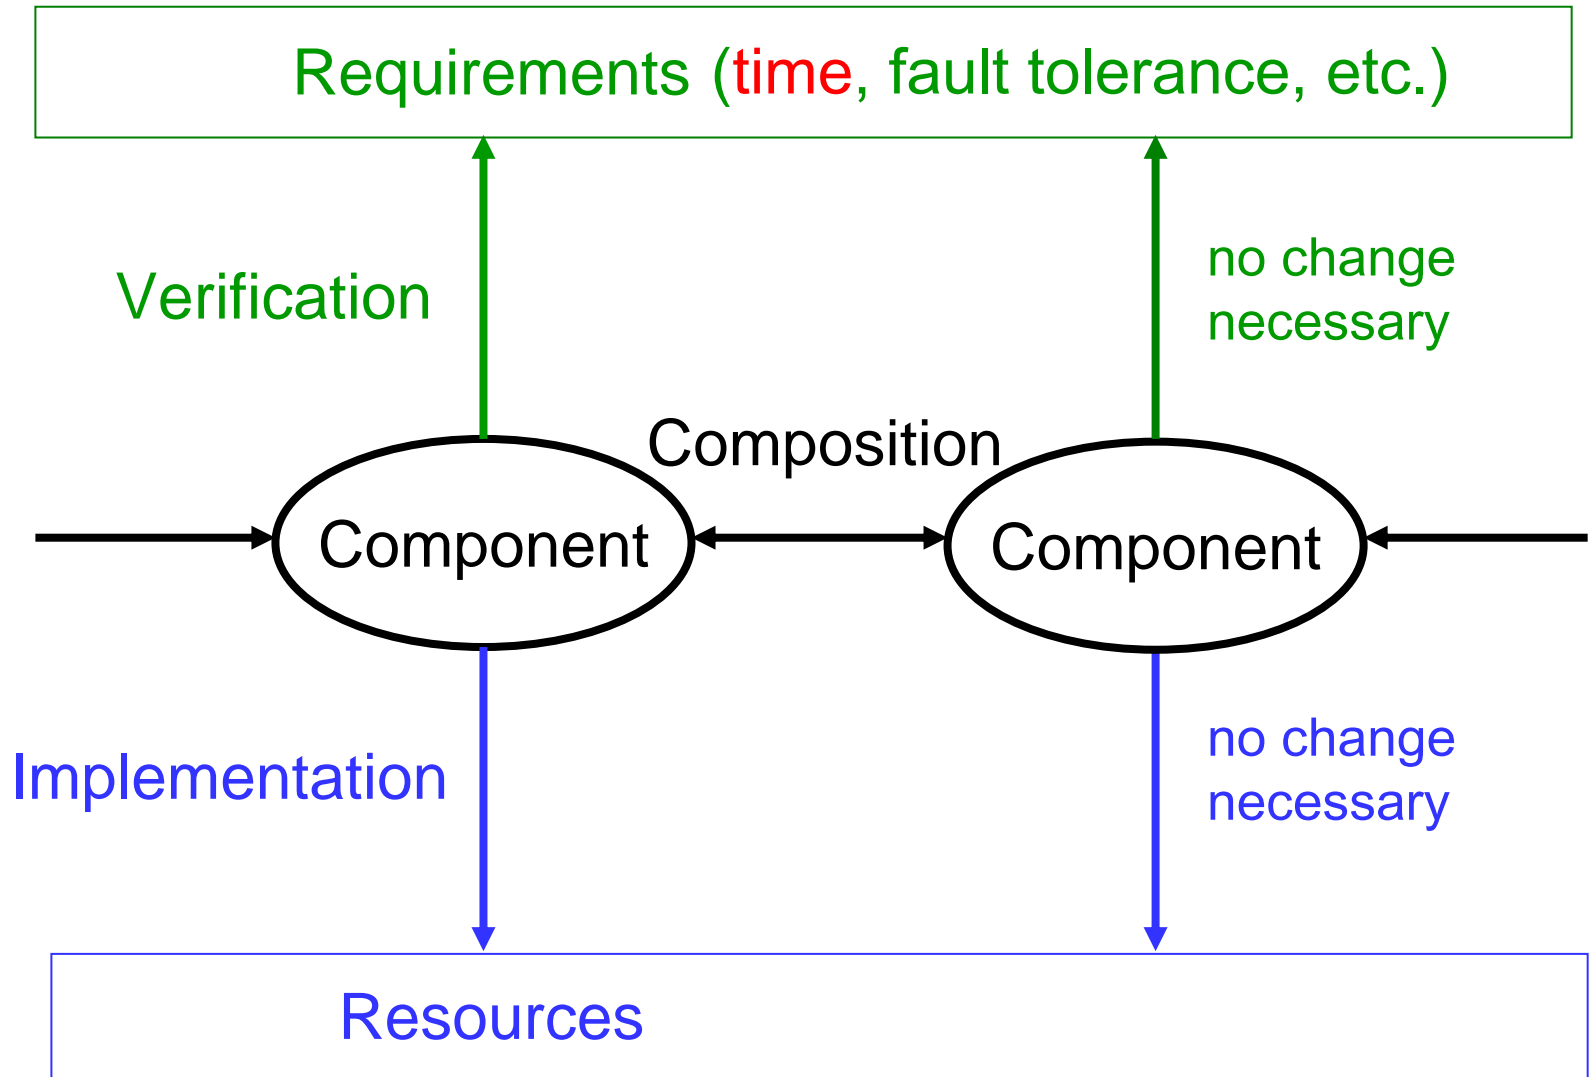 Requirements (time, fault tolerance, etc.)
Verification
no change
necessary
Composition
Component
Component
Implementation
no change
necessary
Resources